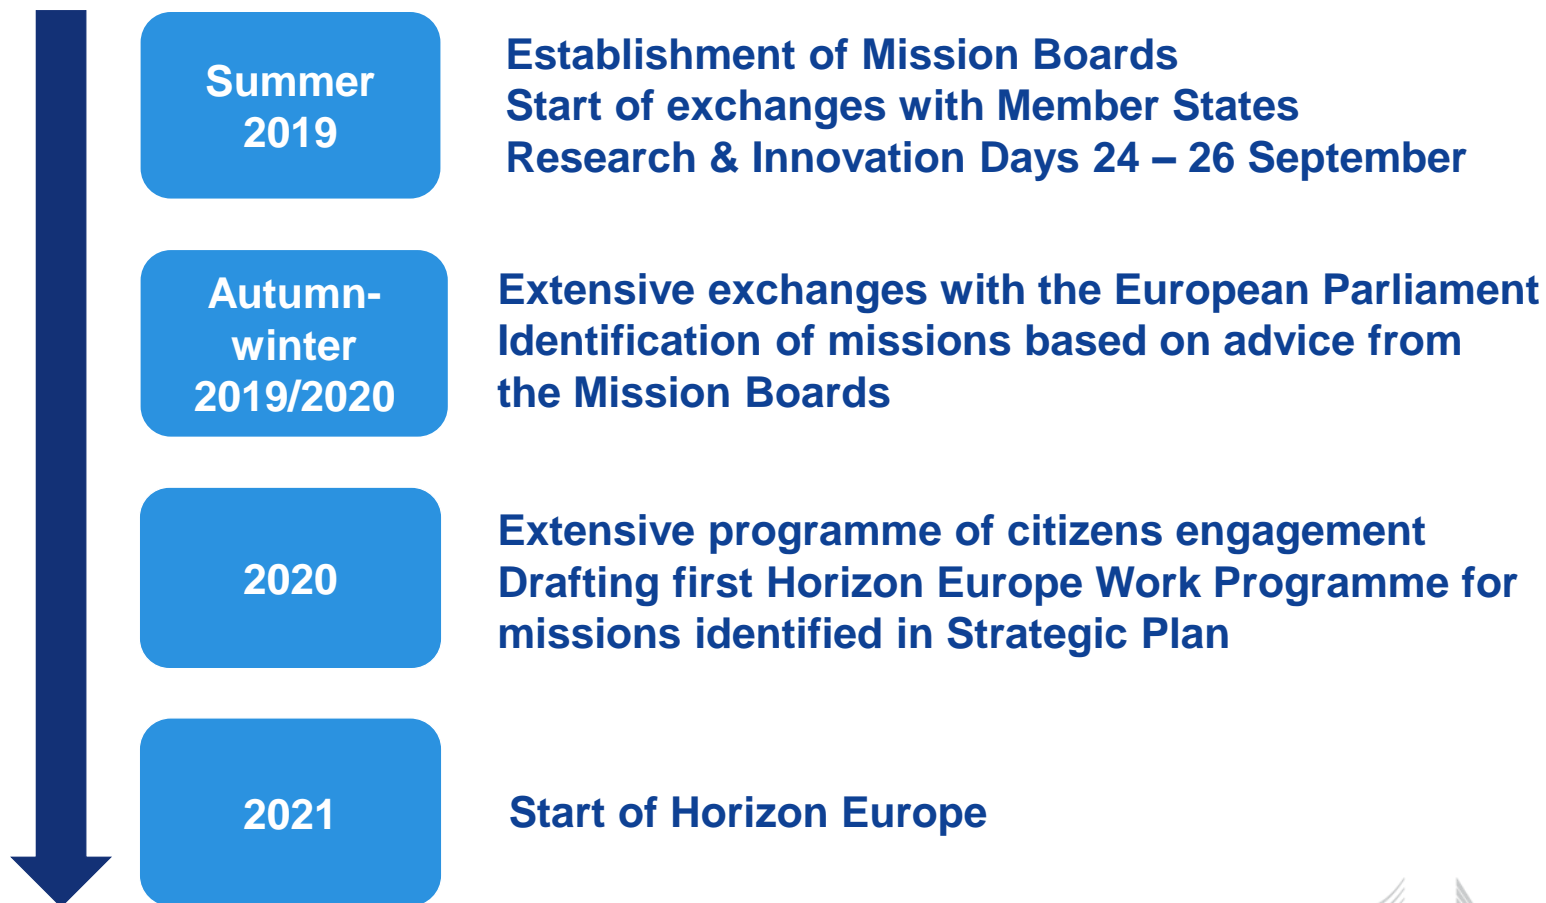 Summer
2019
Establishment of Mission Boards
Start of exchanges with Member States
Research & Innovation Days 24 – 26 September
Autumn-
winter
2019/2020
Extensive exchanges with the European Parliament
Identification of missions based on advice from
the Mission Boards
2020
Extensive programme of citizens engagement
Drafting first Horizon Europe Work Programme for
missions identified in Strategic Plan
2021
Start of Horizon Europe